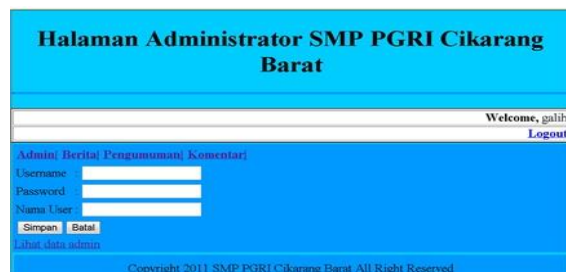 Halaman Administrator SMP PGRI Cikarang
Barat
Welcome, galih
Logout
Admin| Berita| Pengumuman| Komentar|
Username :
Password :
Nama User :
Simpan Batal
Lihat data admin
Copyright 2011 SMP PGRI Cikarang Barat All Right Reserved